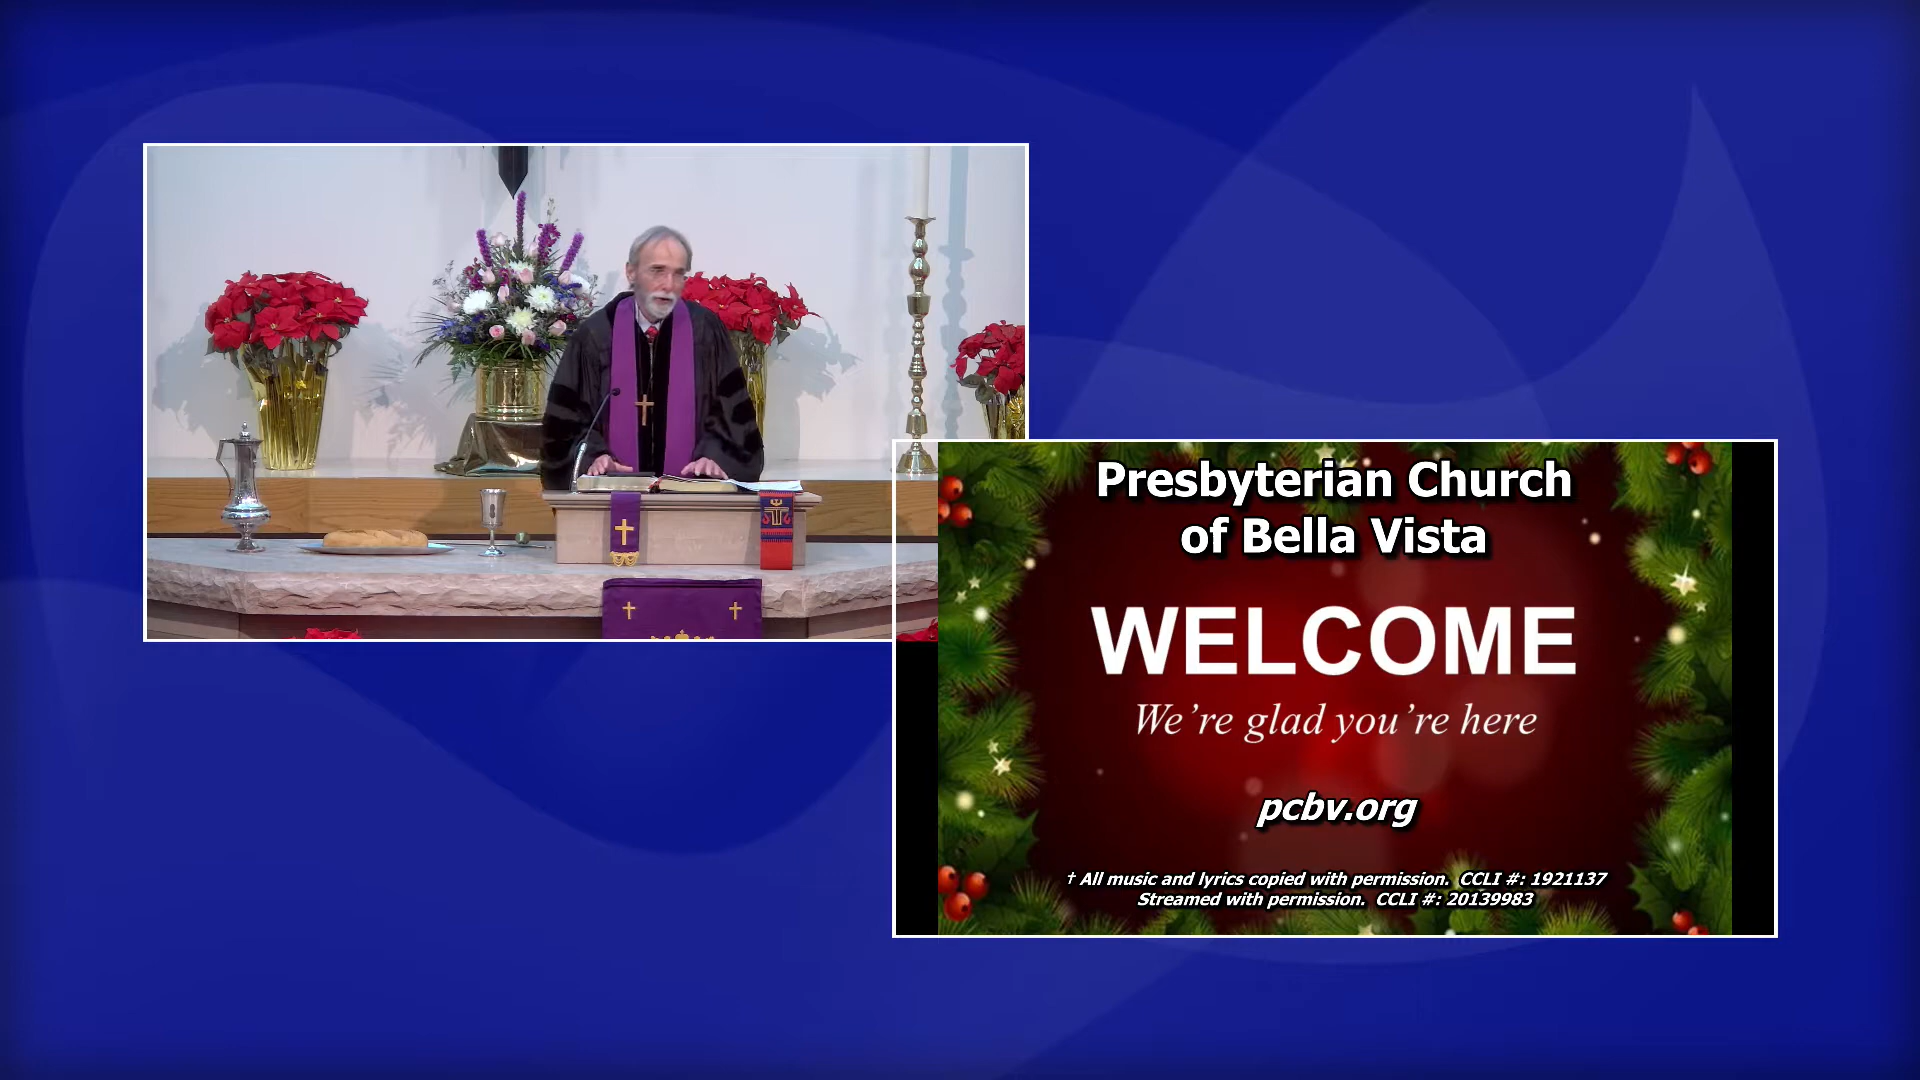 Presbyterian Church
of Bella Vista
WELCOME
We're glad you're here
pcbv.org
† All music and lyrics copied with permission. CCLI #: 1921137
Streamed with permission. CCLI #: 20139983